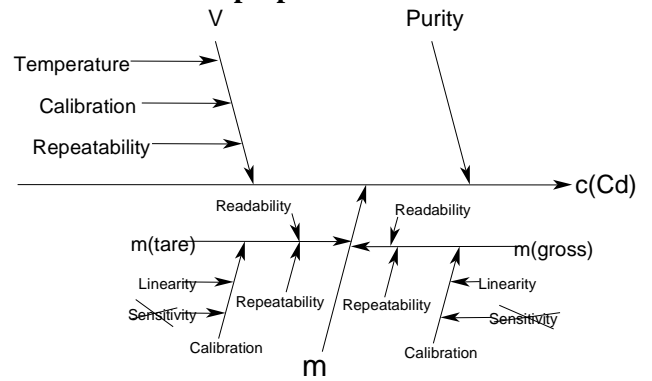 V
Purity
Temperature
Calibration
Repeatability
c(Cd)
Readability
Readability
m(tare)
m(gross)
Linearity
Linearity
Repeatability
Repeatability
Sensitivity
Sensitivity
Calibration
Calibration
m